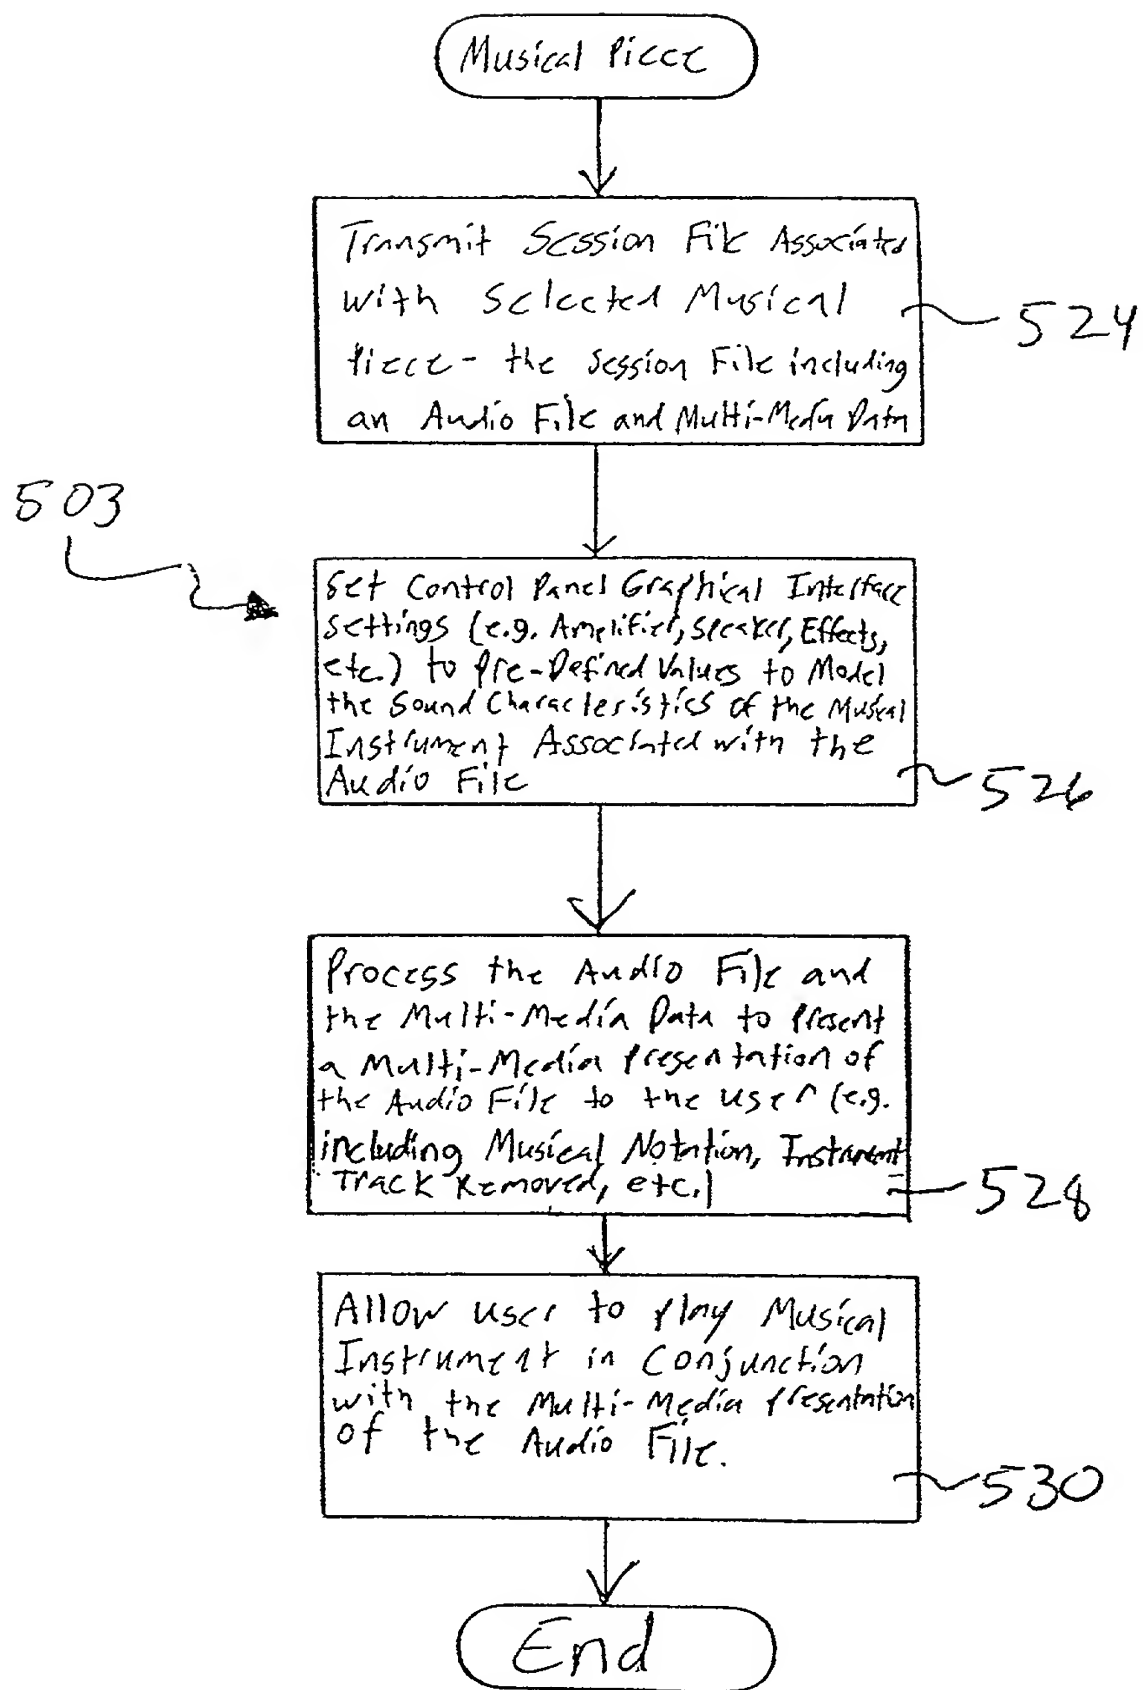 Musical Piece
Transmit Session File Associated
with Selected Musical
Piece - the Session File including
an Audio File and Multi-Media Data
524
503
Set Control Panel Graphical Interface
Settings (e.g. Amplifier, Speaker, Effects,
etc.) to Pre-Defined Values to Model
the Sound Characteristics of the Musical
Instrument Associated with the
Audio File
526
Process the Audio File and
the Multi-Media Data to Present
a Multi-Media Presentation of
the Audio File to the User (e.g.
including Musical Notation, Instrument
Track Removed, etc.)
528
Allow user to Play Musical
Instrument in Conjunction
with the Multi-Media Presentation
of the Audio File.
530
End